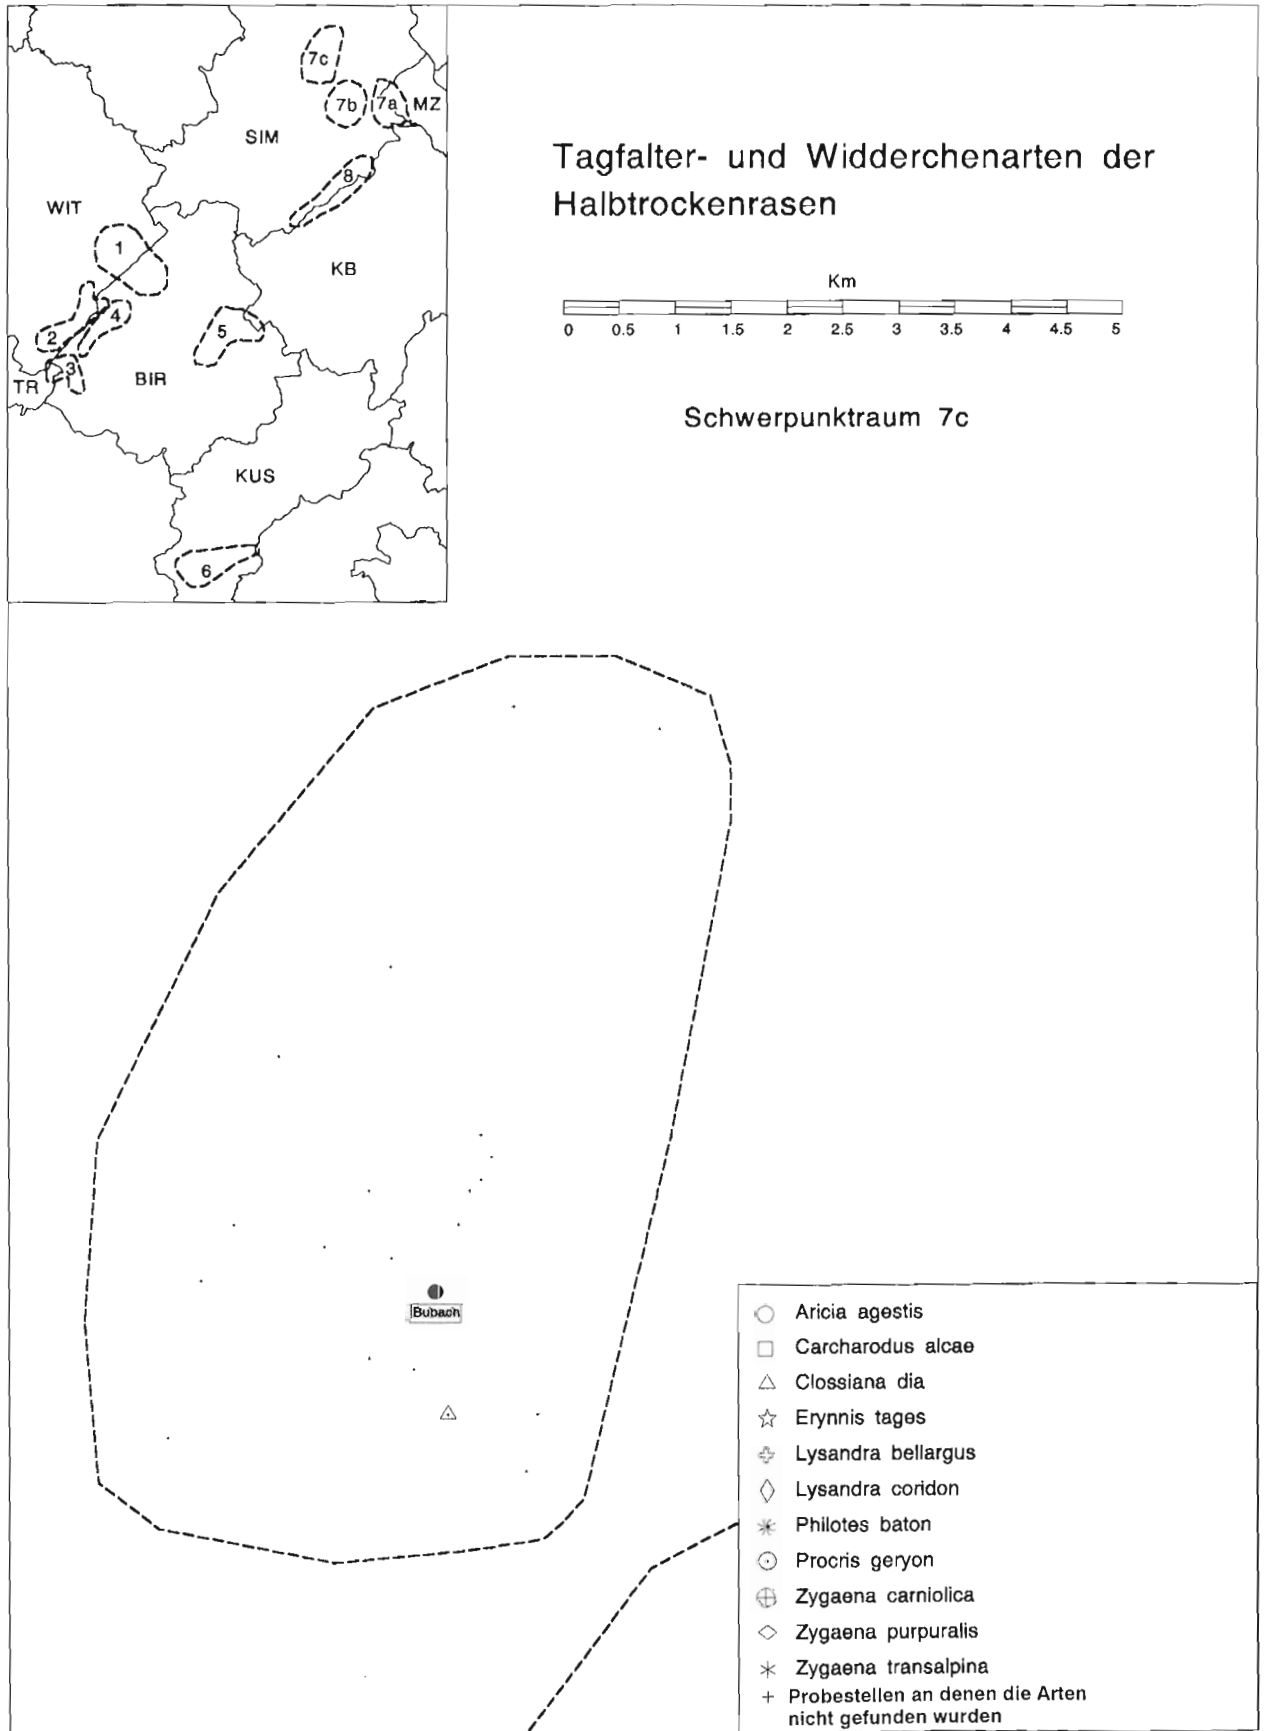 7c
7b
7a
MZ
SIM
8
WIT
1
KB
4
2
5
3
TR
BIR
KUS
6
Tagfalter- und Widderchenarten der
Halbtrockenrasen
Km
0 0.5 1 1.5 2 2.5 3 3.5 4 4.5 5
Schwerpunktraum 7c
Bubach
Aricia agestis
Carcharodus alcae
Clossiana dia
Erynnis tages
Lysandra bellargus
Lysandra coridon
Philotes baton
Procris geryon
Zygaena carniolica
Zygaena purpuralis
Zygaena transalpina
Probestellen an denen die Arten
nicht gefunden wurden